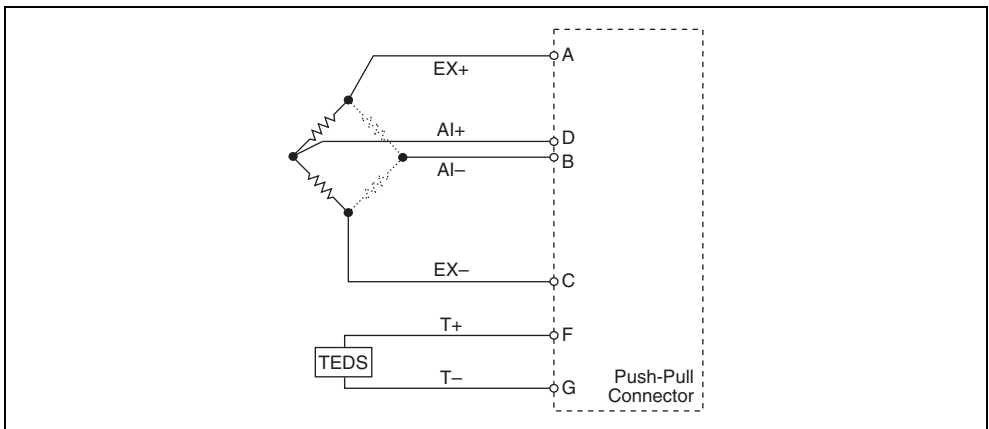 A
EX+
AI+
D
B
AI–
EX–
C
T+
F
TEDS
T–
G
Push-Pull
Connector